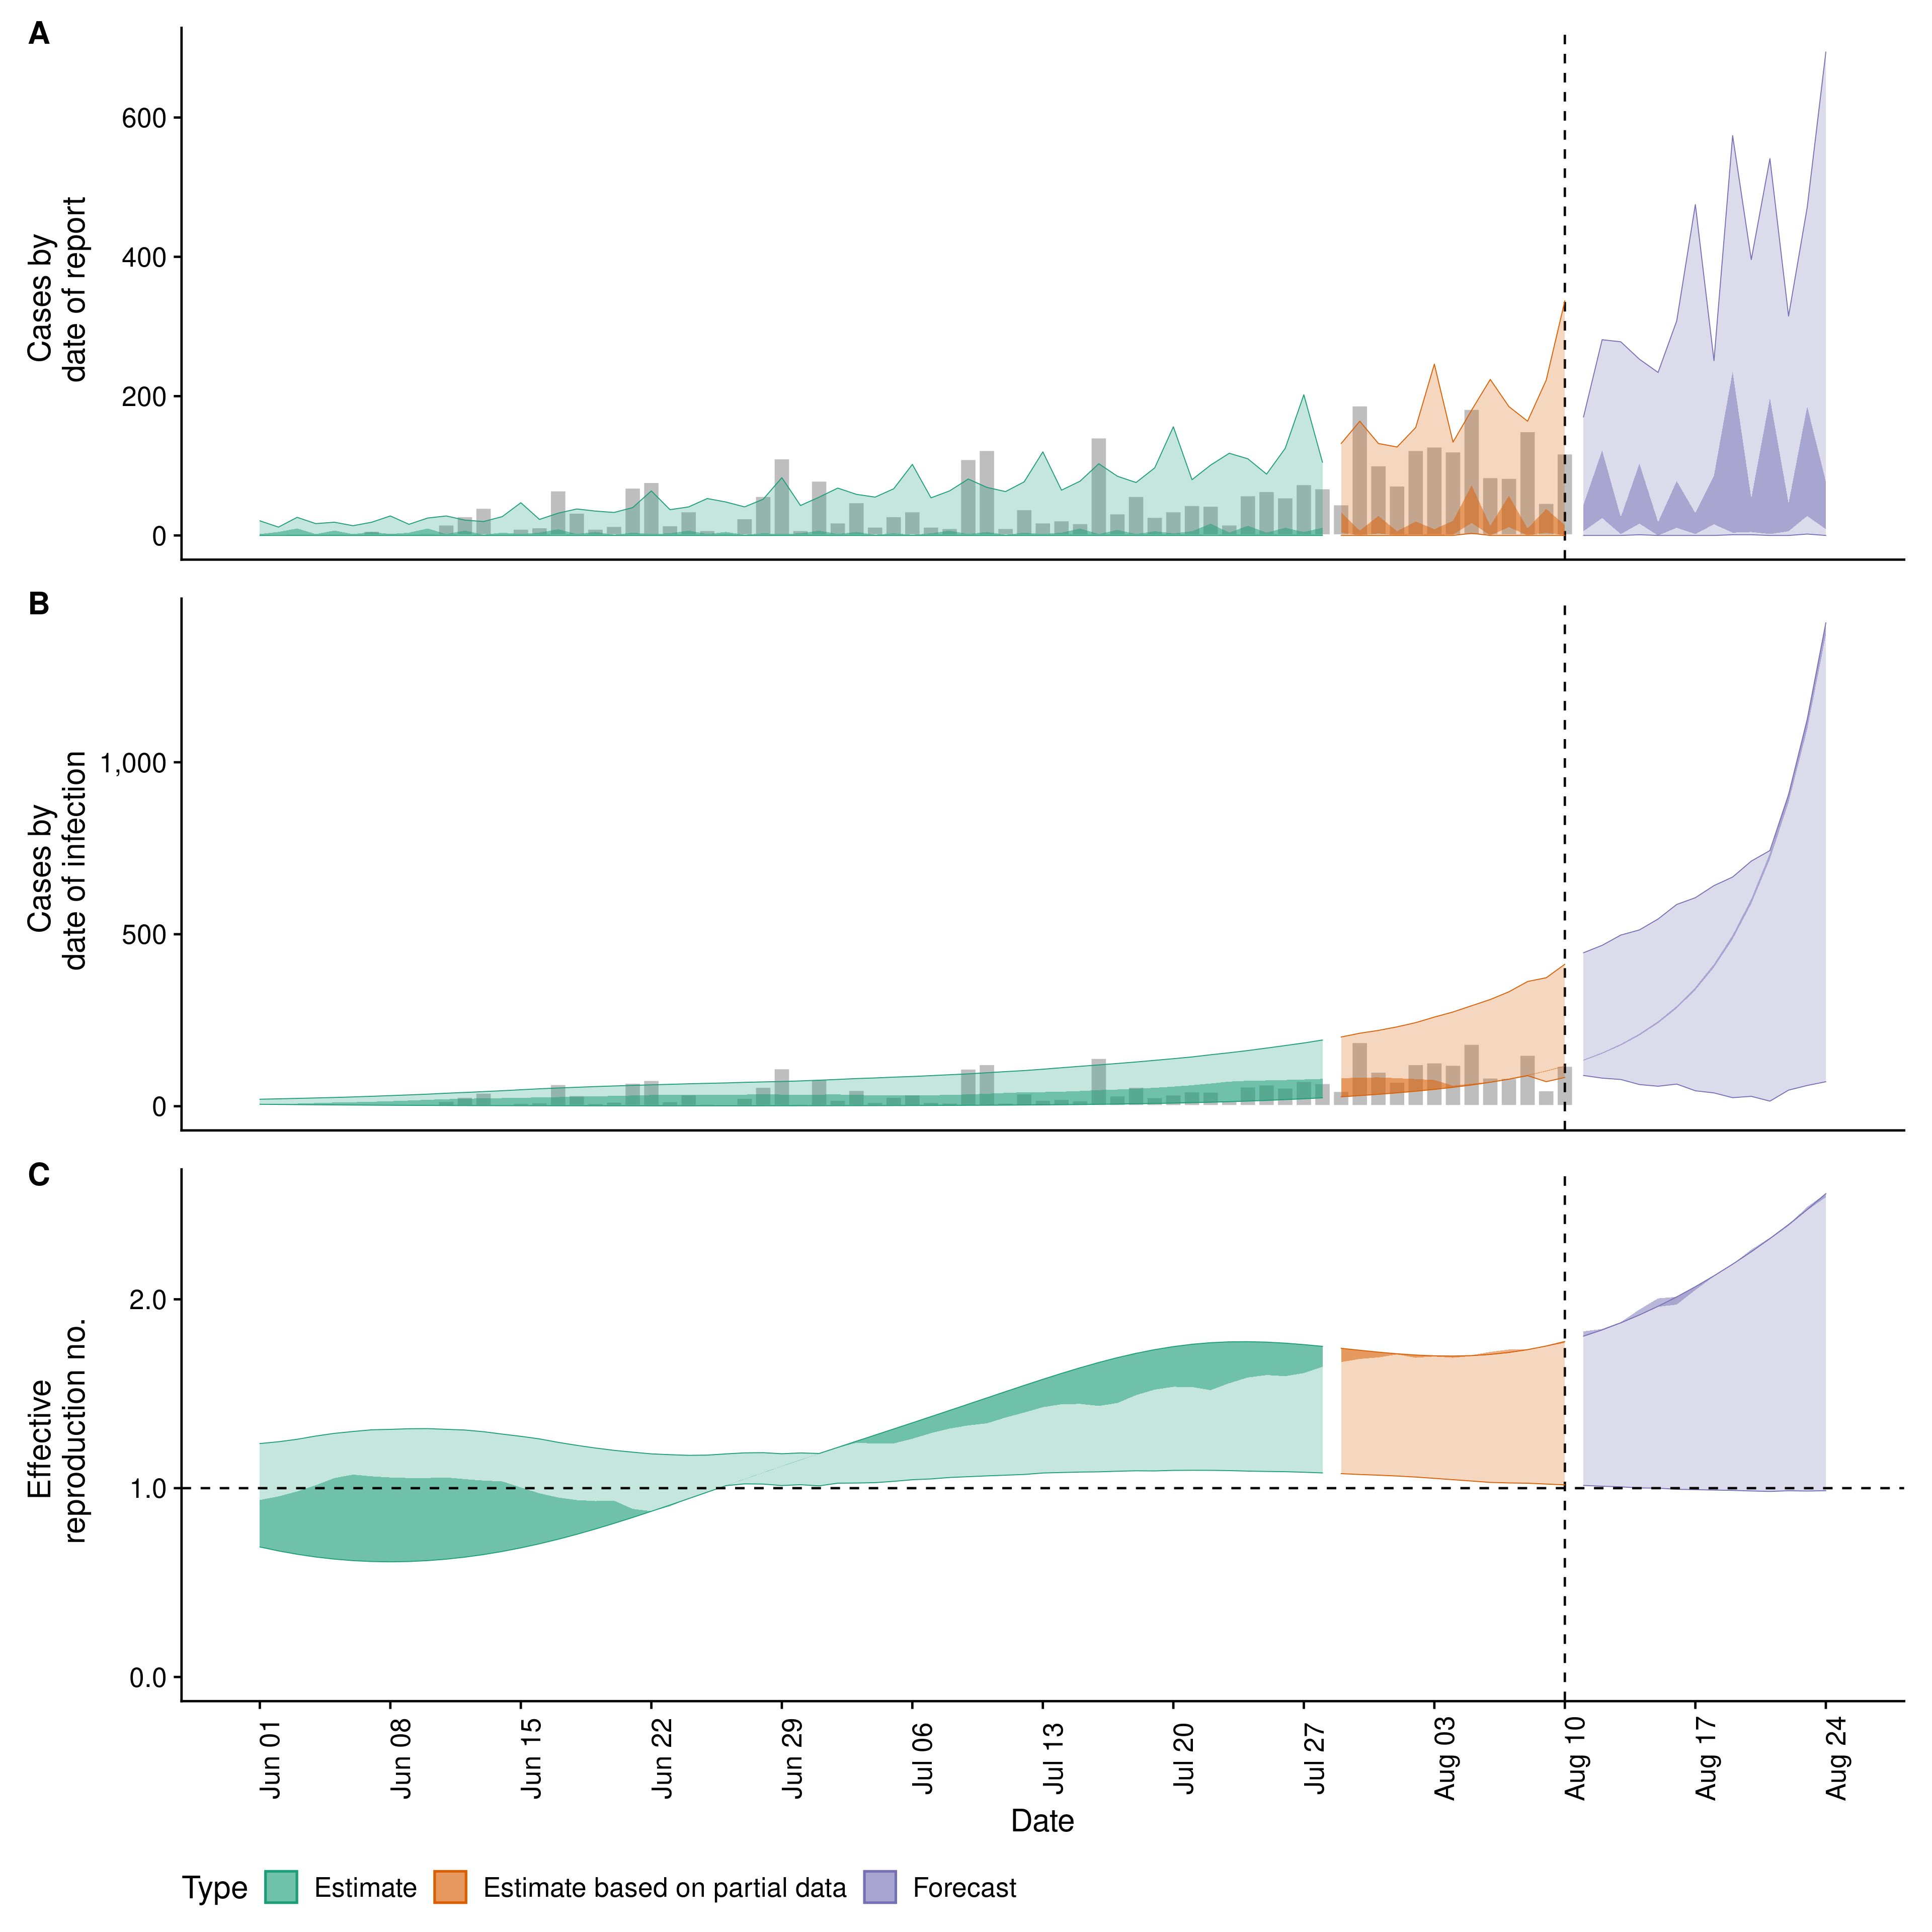 A
Cases by
date of report
600
400
200
0
B
Cases by
date of infection
1,000
500
0
C
Effective
reproduction no.
2.0
1.0
0.0
Jun 01
Jun 08
Jun 15
Jun 22
Jun 29
Jul 06
Jul 13
Jul 20
Jul 27
Aug 03
Aug 10
Aug 17
Aug 24
Date
Type Estimate Estimate based on partial data Forecast